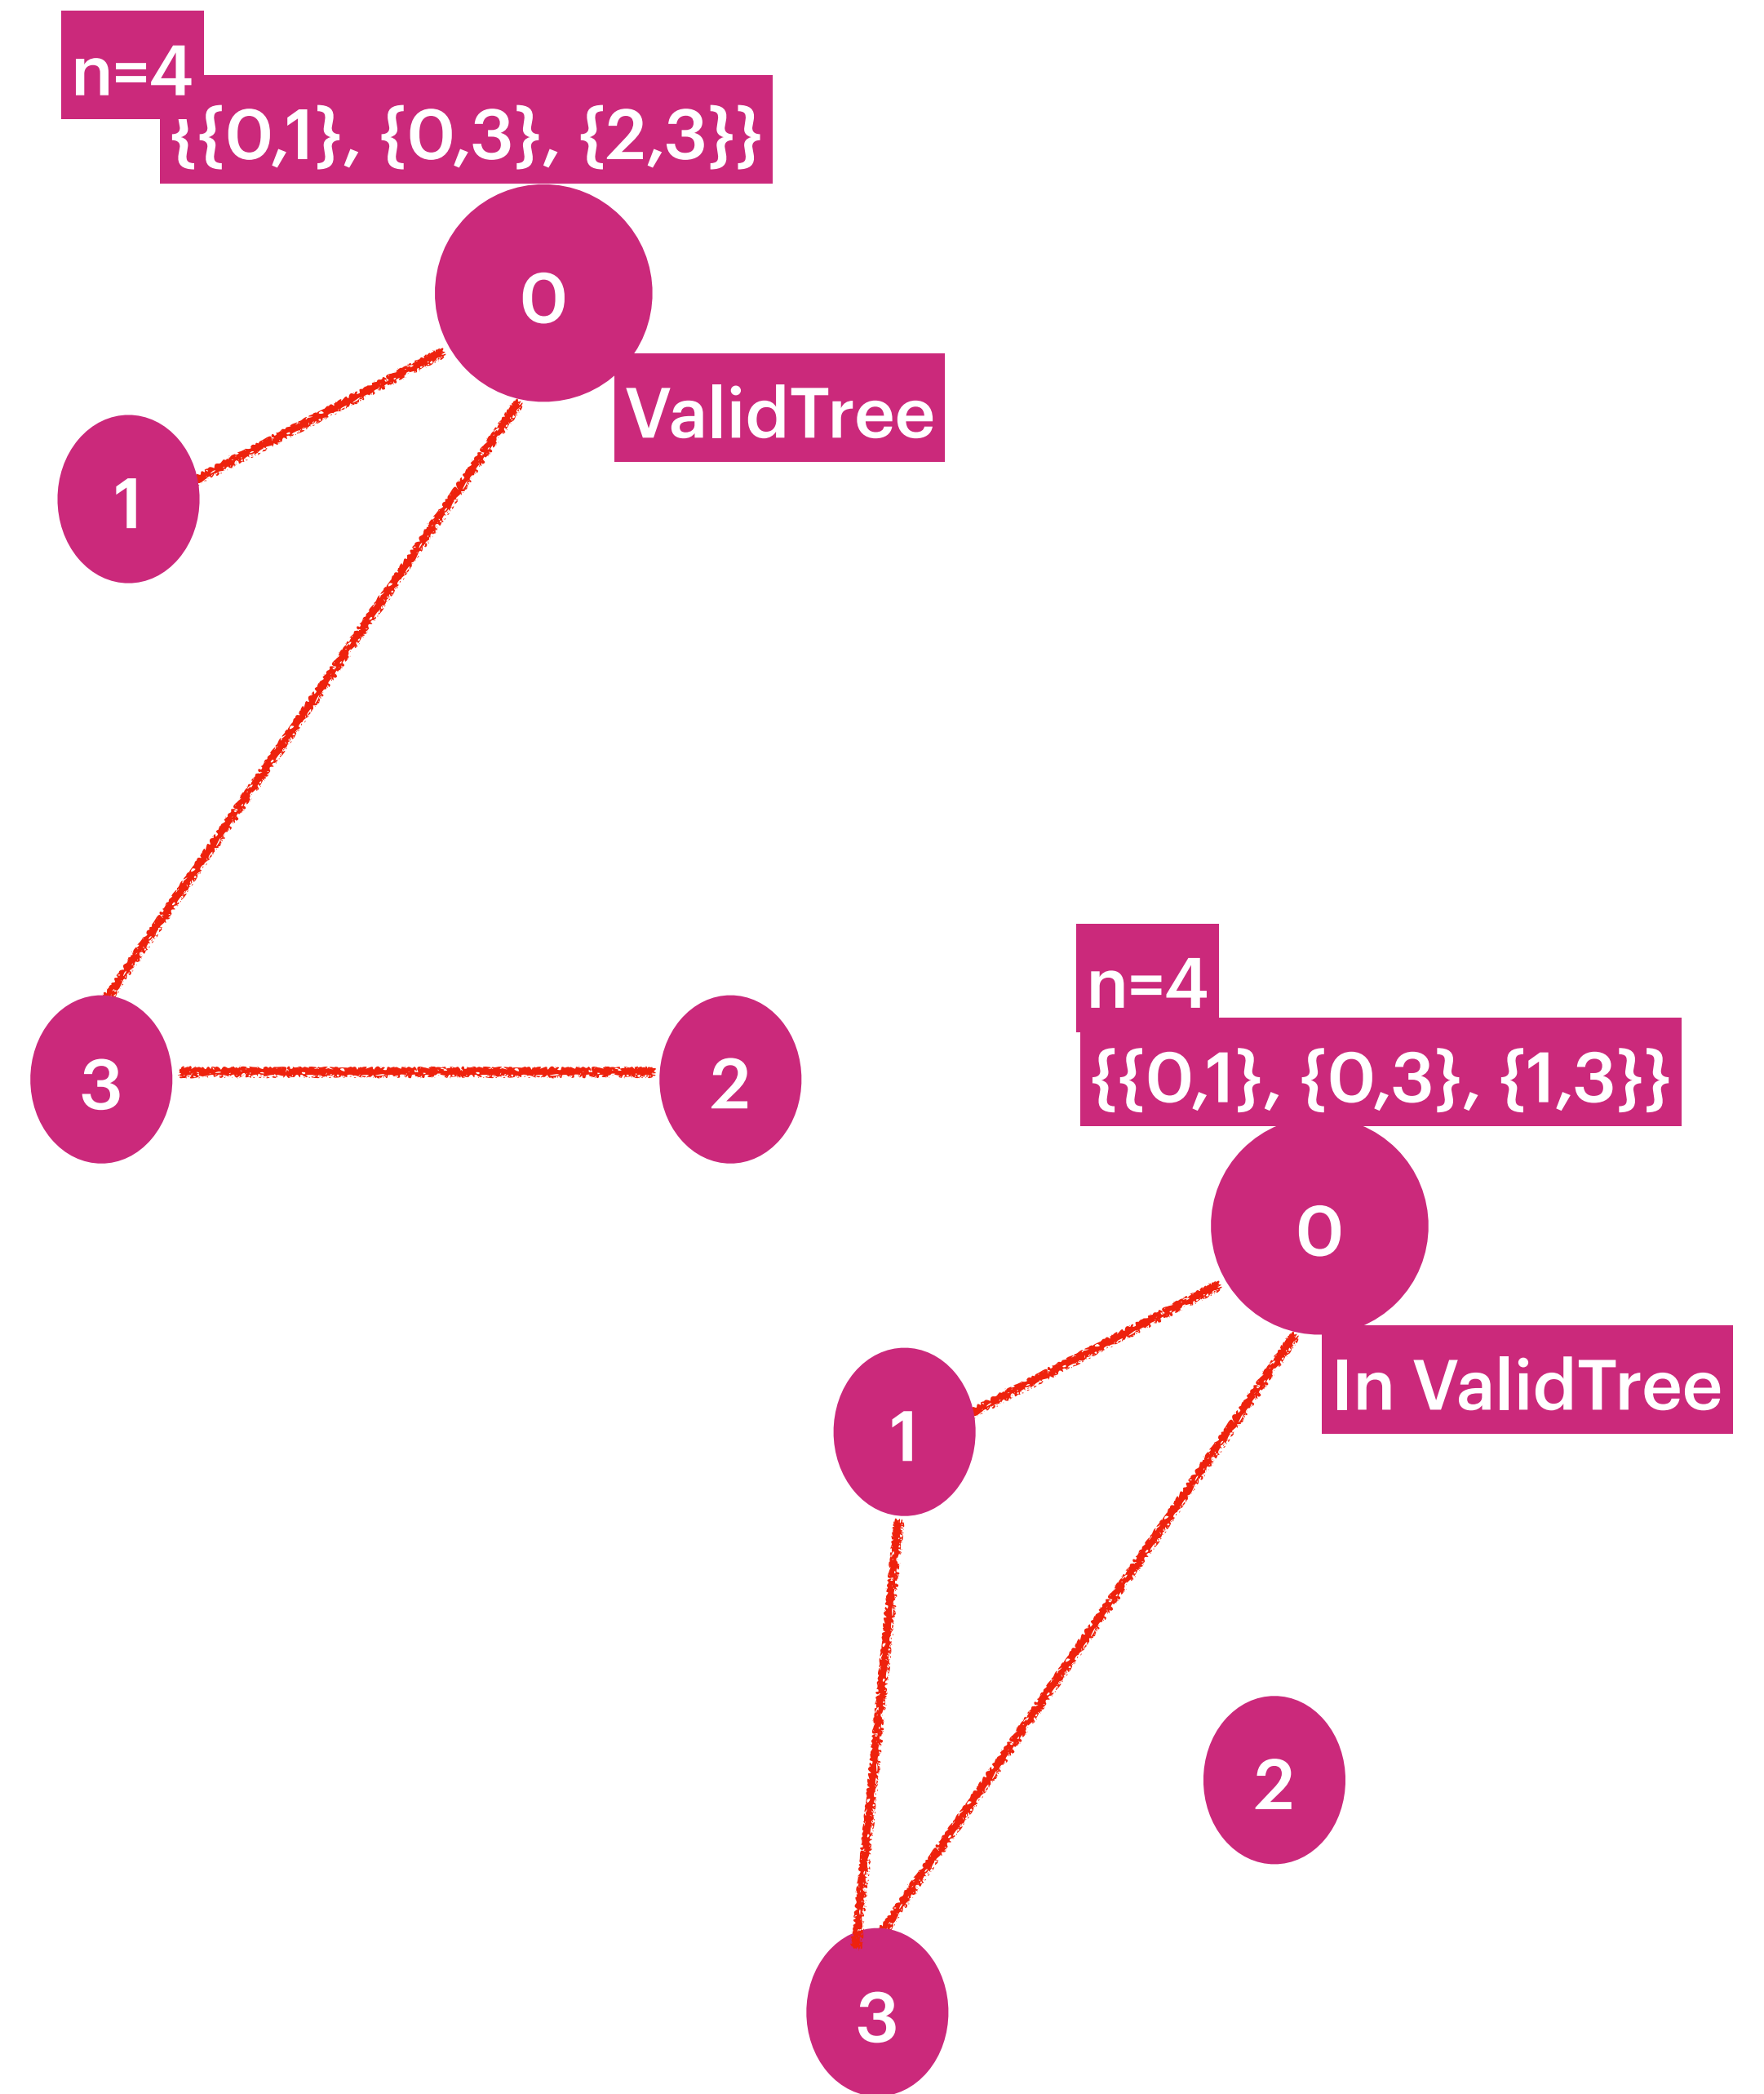 n=4
{{0,1}, {0,3}, {2,3}}
0
ValidTree
1
3
2
n=4
{{0,1}, {0,3}, {1,3}}
0
In ValidTree
1
2
3